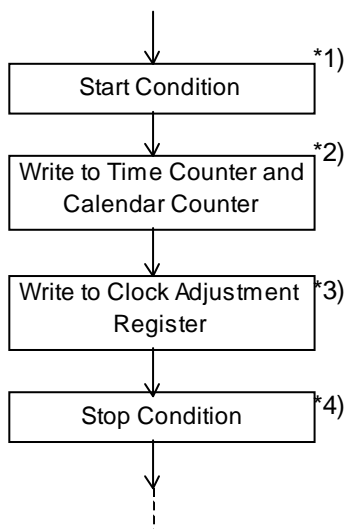 *1)
Start Condition
*2)
Write to Time Counter and
Calendar Counter
*3)
Write to Clock Adjustment
Register
*4)
Stop Condition